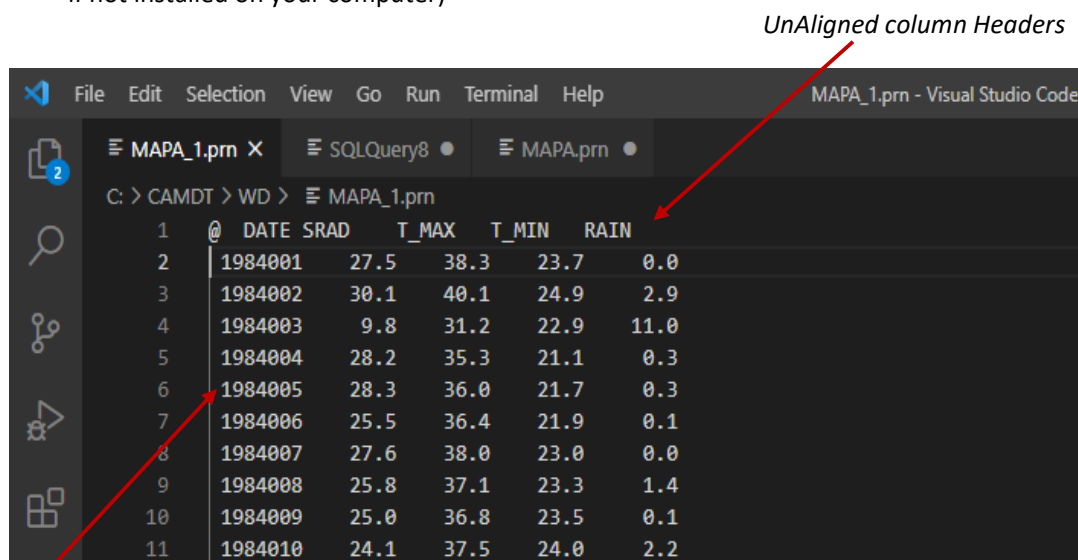 if not installed on your computer)
UnAligned column Headers
File Edit Selection View Go Run Terminal Help MAPA_1.prn - Visual Studio Code
2
MAPA_1.prn × SQLQuery8 ● MAPA.prn ●
C: > CAMDT > WD > MAPA_1.prn
1 @ DATE SRAD T_MAX T_MIN RAIN
2 1984001 27.5 38.3 23.7 0.0
3 1984002 30.1 40.1 24.9 2.9
4 1984003 9.8 31.2 22.9 11.0
5 1984004 28.2 35.3 21.1 0.3
6 1984005 28.3 36.0 21.7 0.3
7 1984006 25.5 36.4 21.9 0.1
8 1984007 27.6 38.0 23.0 0.0
9 1984008 25.8 37.1 23.3 1.4
10 1984009 25.0 36.8 23.5 0.1
11 1984010 24.1 37.5 24.0 2.2